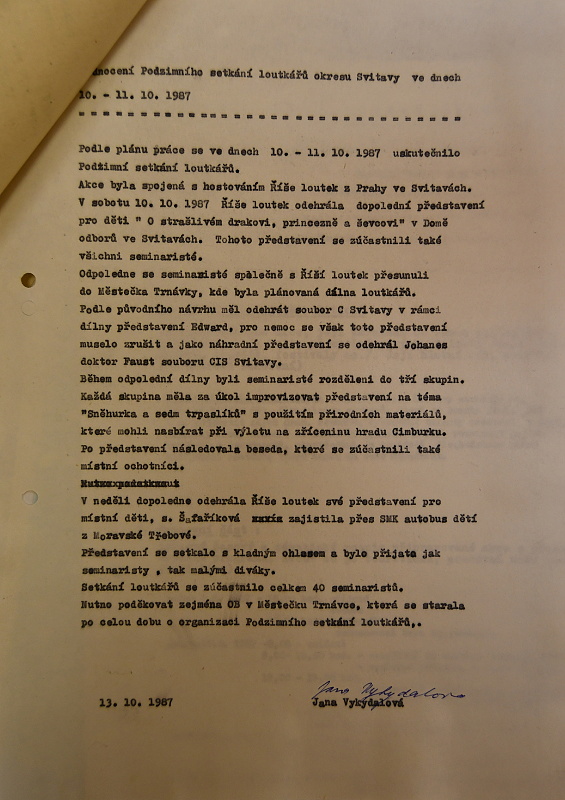 nocení Podzimního setkání loutkářů okresu Svitavy ve dnech
10. - 11. 10. 1987
Podle plánu práce se ve dnech 10. - 11.10. 1987 uskutečnilo
Podzimní setkání loutkářů.
Akce byla spojená s hostováním Říše loutek z Prahy ve Svitavách.
V sobotu 10. 10. 1987 Říše loutek odehrála dopolední představení
pro děti " O strašlivém drakovi, princezně a ševcovi" v Domě
odborů ve Svitavách. Tohoto představení se zúčastnili také
všichni seminaristé.
Odpoledne se seminaristé společně s Říší loutek přesunuli
do Městečka Trnávky, kde byla plánovaná dílna loutkářů.
Podle původního návrhu měl odehrát soubor C Svitavy v rámci
dílny představení Edward, pro nemoc se však toto představení
muselo zrušit a jako náhradní představení se odehrál Johanes
doktor Faust souboru CIS Svitavy.
Během odpolední dílny byli seminaristé rozděleni do tří skupin.
Každá skupina měla za úkol improvizovat představení na téma
"Sněhurka a sedm trpaslíků" s použitím přírodních materiálů,
které mohli nasbírat při výletu na zříceninu hradu Cimburku.
Po představení následovala beseda, které se zúčastnili také
místní ochotníci.
V neděli dopoledne odehrála Říše loutek své představení pro
místní děti, s. Šafaříková zajistila přes SMK autobus dětí
z Moravské Třebové.
Představení se setkalo s kladným ohlasem a bylo přijata jak
seminaristy , tak malými diváky.
Setkání loutkářů se zúčastnilo celkem 40 seminaristů.
Nutno poděkovat zejména OB v Městečku Trnávce, která se starala
po celou dobu o organizaci Podzimního setkání loutkářů,.
Jana Vykydalova
13. 10. 1987 Jana Vykydalová